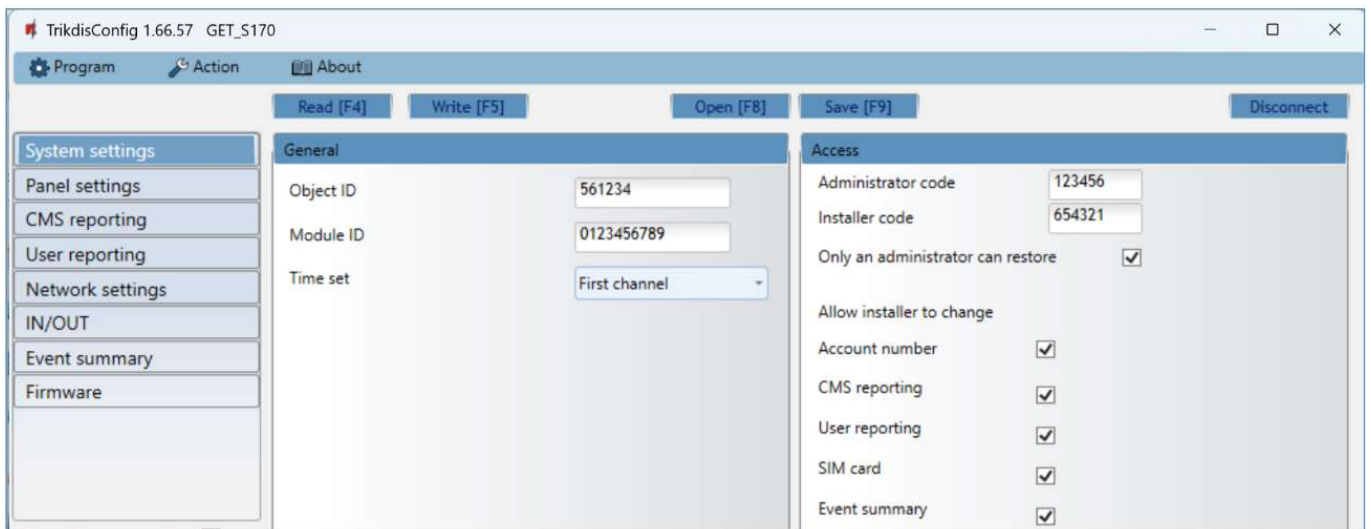 TrikdisConfig 1.66.57 GET_S170
Program Action About
Read [F4] Write [F5] Open [F8] Save [F9] Disconnect
System settings
Panel settings
CMS reporting
User reporting
Network settings
IN/OUT
Event summary
Firmware
General
Object ID 561234
Module ID 0123456789
Time set First channel
Access
Administrator code 123456
Installer code 654321
Only an administrator can restore
Allow installer to change
Account number
CMS reporting
User reporting
SIM card
Event summary